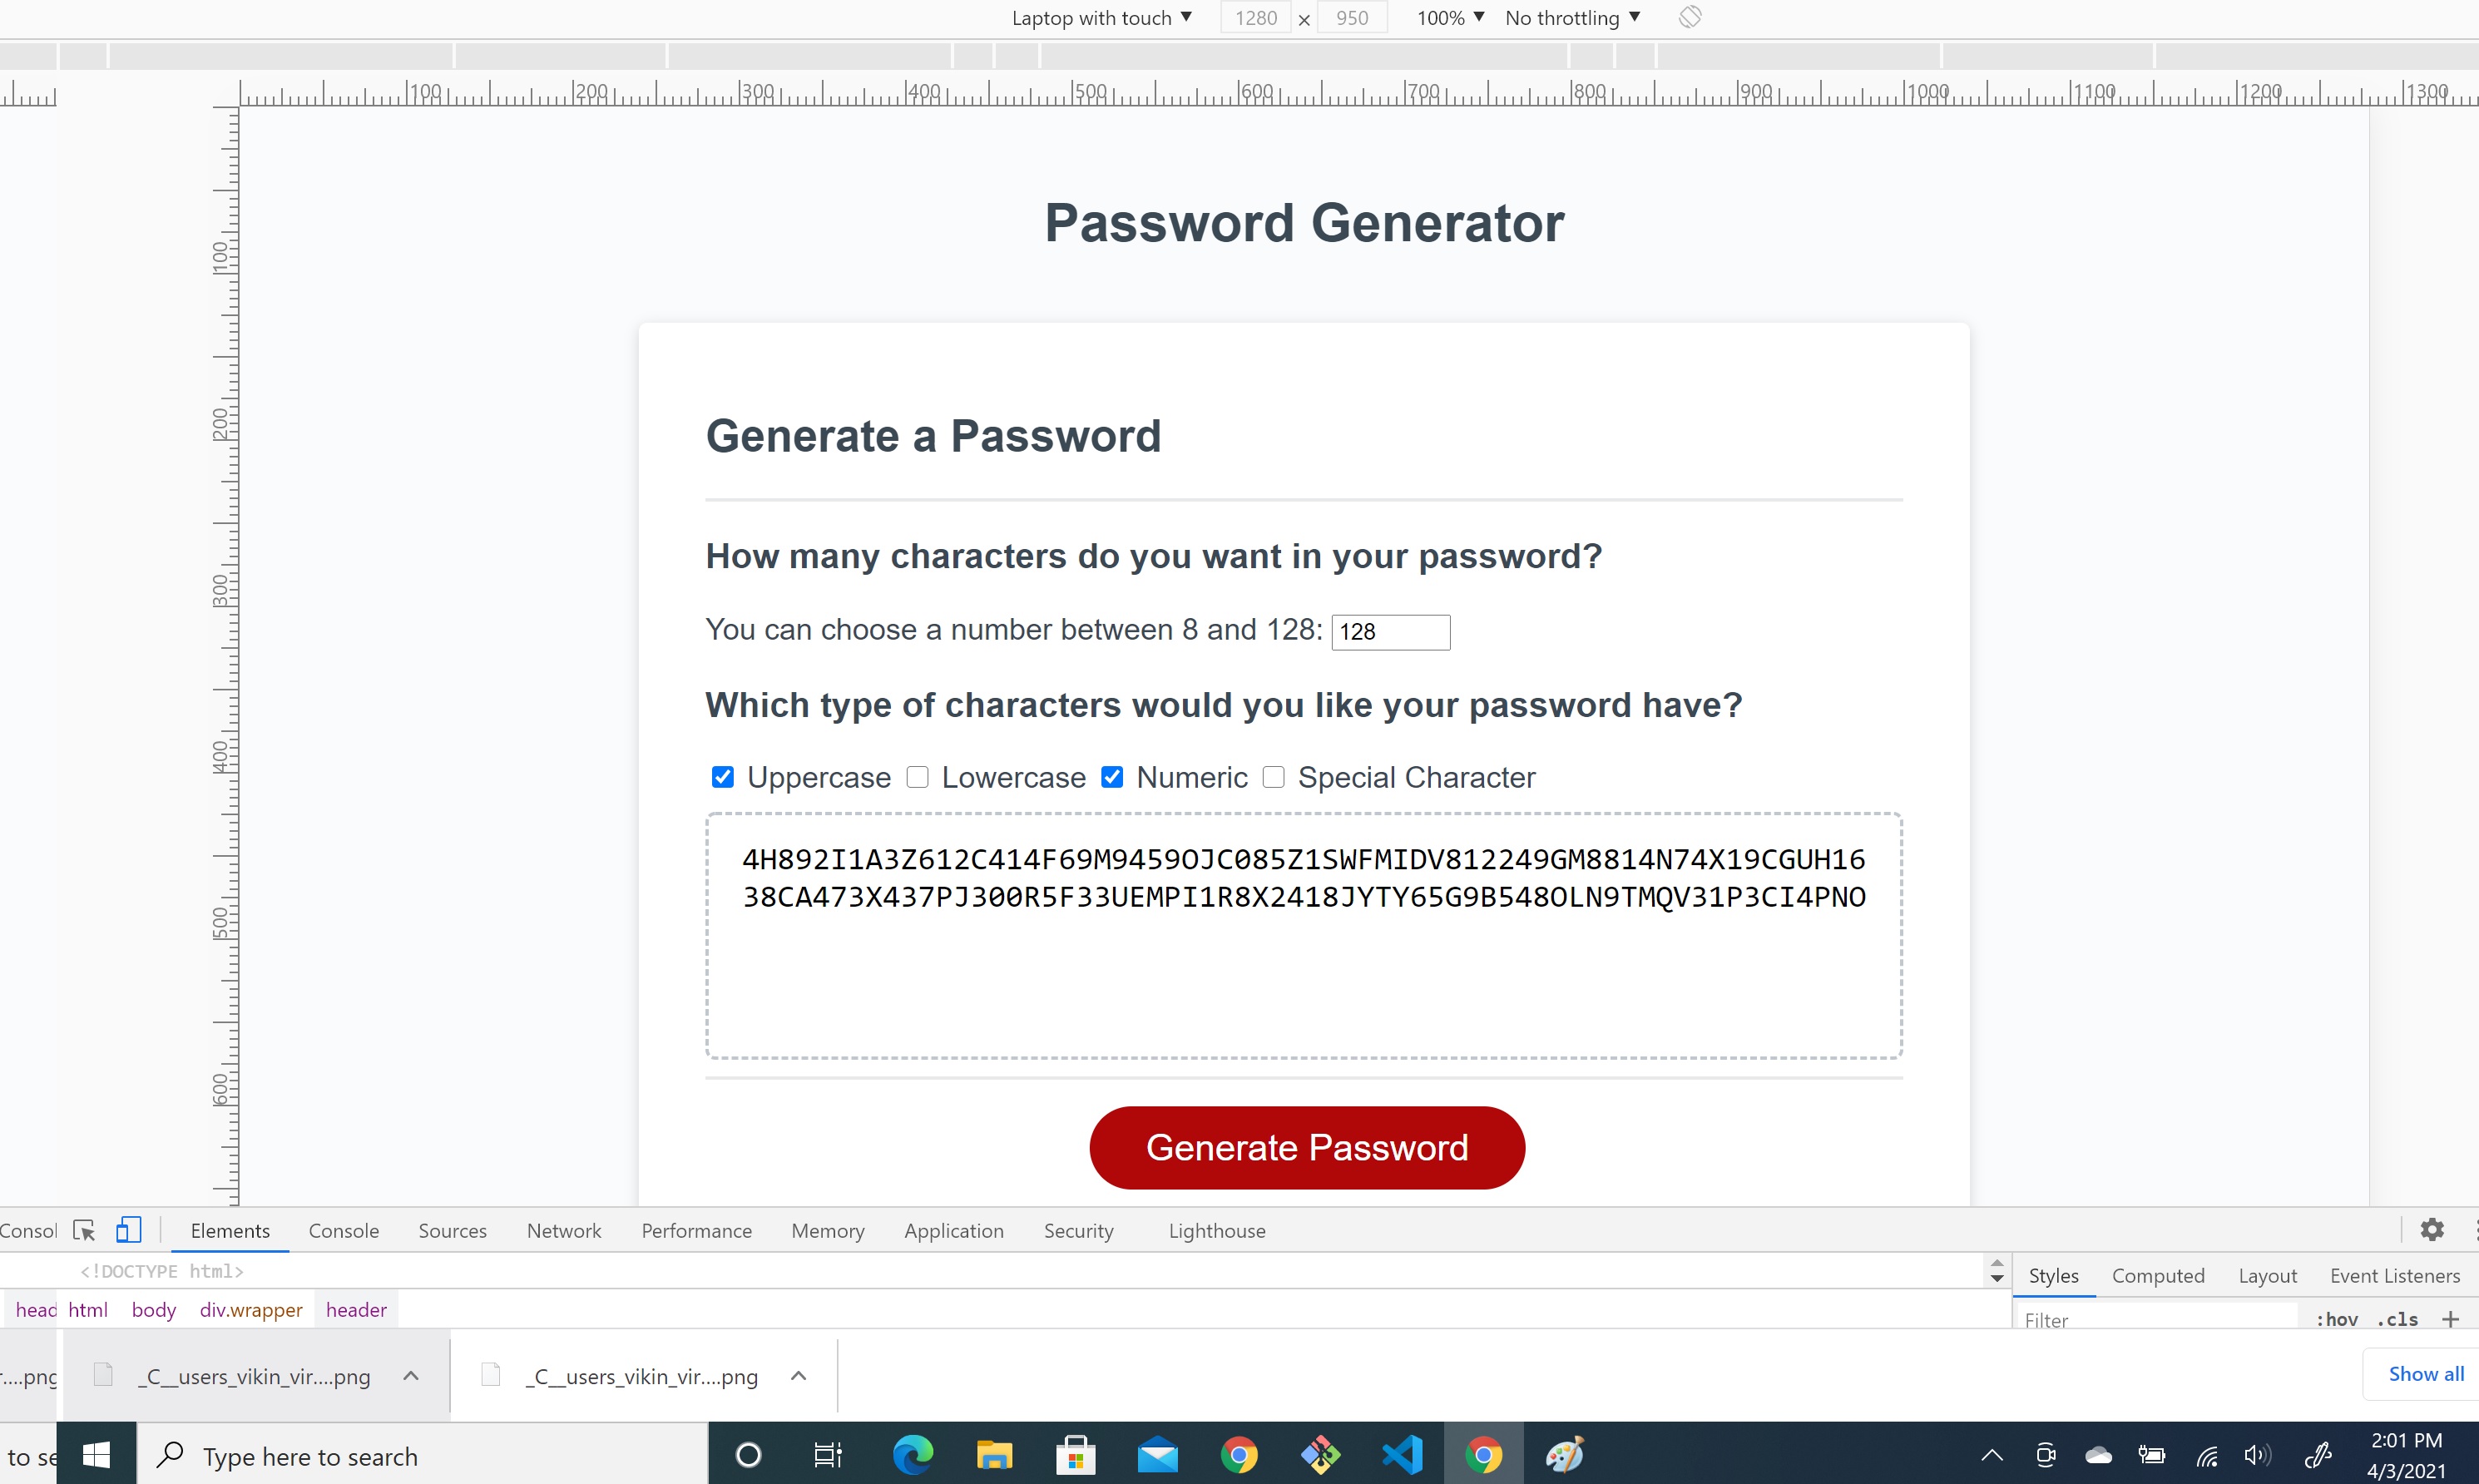 Laptop with touch ▼ 1280 × 950 100% ▼ No throttling ▼
100 200 300 400 500 600 700 800 900 1000 1100 1200 1300
100
200
300
400
500
600
Password Generator
Generate a Password
How many characters do you want in your password?
You can choose a number between 8 and 128: 128
Which type of characters would you like your password have?
Uppercase Lowercase Numeric Special Character
4H892I1A3Z612C414F69M9459OJC085Z1SWFMIDV812249GM8814N74X19CGUH16
38CA473X437PJ300R5F33UEMPI1R8X2418JYTY65G9B548OLN9TMQV31P3CI4PNO
Generate Password
Consol Elements Console Sources Network Performance Memory Application Security Lighthouse
<!DOCTYPE html>
Styles Computed Layout Event Listeners
head html body div.wrapper header
Filter :hov .cls +
r....png _C__users_vikin_vir....png _C__users_vikin_vir....png Show all
to se Type here to search
2:01 PM
4/3/2021